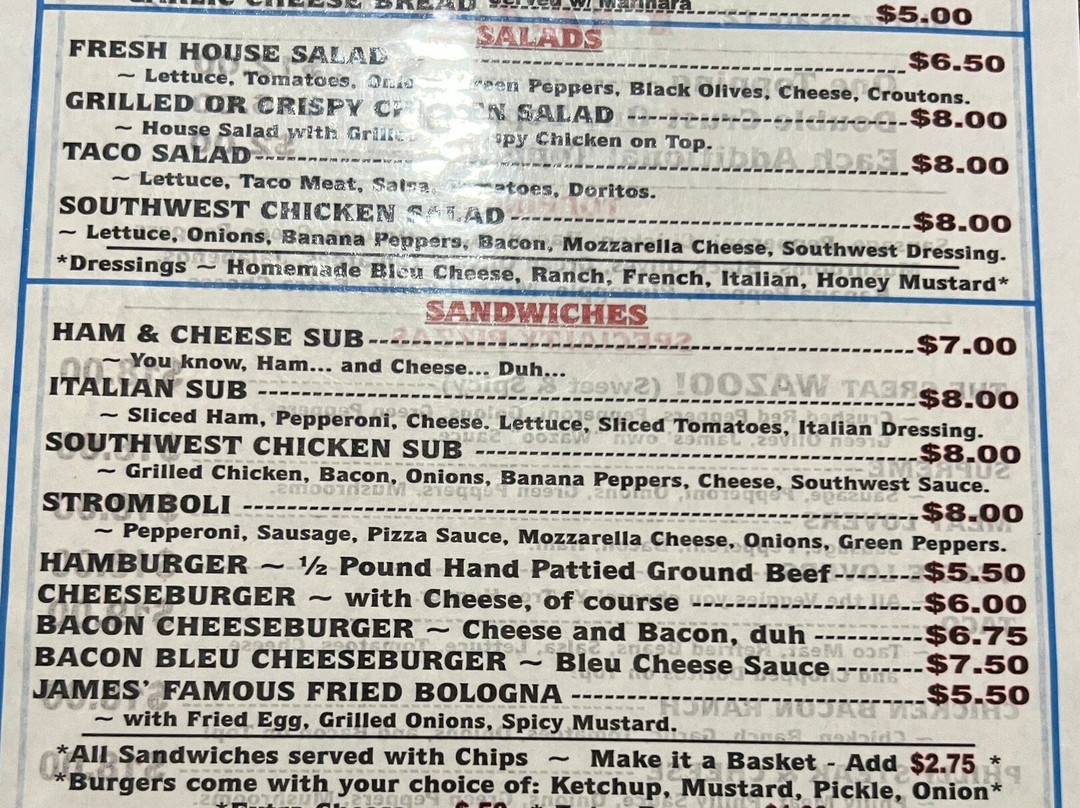 GARLIC CHEESE BREAD served w/ Marinara $5.00
SALADS
FRESH HOUSE SALAD $6.50
~ Lettuce, Tomatoes, Peppers, Black Olives, Cheese, Croutons.
GRILLED OR CRISPY SALAD $8.00
~ House Salad with Chicken on Top.
TACO SALAD $8.00
~ Lettuce, Taco Meat, Salsa, Doritos.
SOUTHWEST CHICKEN SALAD $8.00
~ Lettuce, Onions, Banana Peppers, Bacon, Mozzarella Cheese, Southwest Dressing.
*Dressings ~ Homemade Bleu Cheese, Ranch, French, Italian, Honey Mustard*
SANDWICHES
HAM & CHEESE SUB $7.00
~ You know, Ham... and Cheese... Duh...
ITALIAN SUB $8.00
~ Sliced Ham, Pepperoni, Cheese. Lettuce, Sliced Tomatoes, Italian Dressing.
SOUTHWEST CHICKEN SUB $8.00
~ Grilled Chicken, Bacon, Onions, Banana Peppers, Cheese, Southwest Sauce.
STROMBOLI $8.00
~ Pepperoni, Sausage, Pizza Sauce, Mozzarella Cheese, Onions, Green Peppers.
HAMBURGER ~ ½ Pound Hand Pattied Ground Beef $5.50
CHEESEBURGER ~ with Cheese, of course $6.00
BACON CHEESEBURGER ~ Cheese and Bacon, duh $6.75
BACON BLEU CHEESEBURGER ~ Bleu Cheese Sauce $7.50
JAMES' FAMOUS FRIED BOLOGNA $5.50
~ with Fried Egg, Grilled Onions, Spicy Mustard.
*All Sandwiches served with Chips ~ Make it a Basket - Add $2.75 *
*Burgers come with your choice of: Ketchup, Mustard, Pickle, Onion*